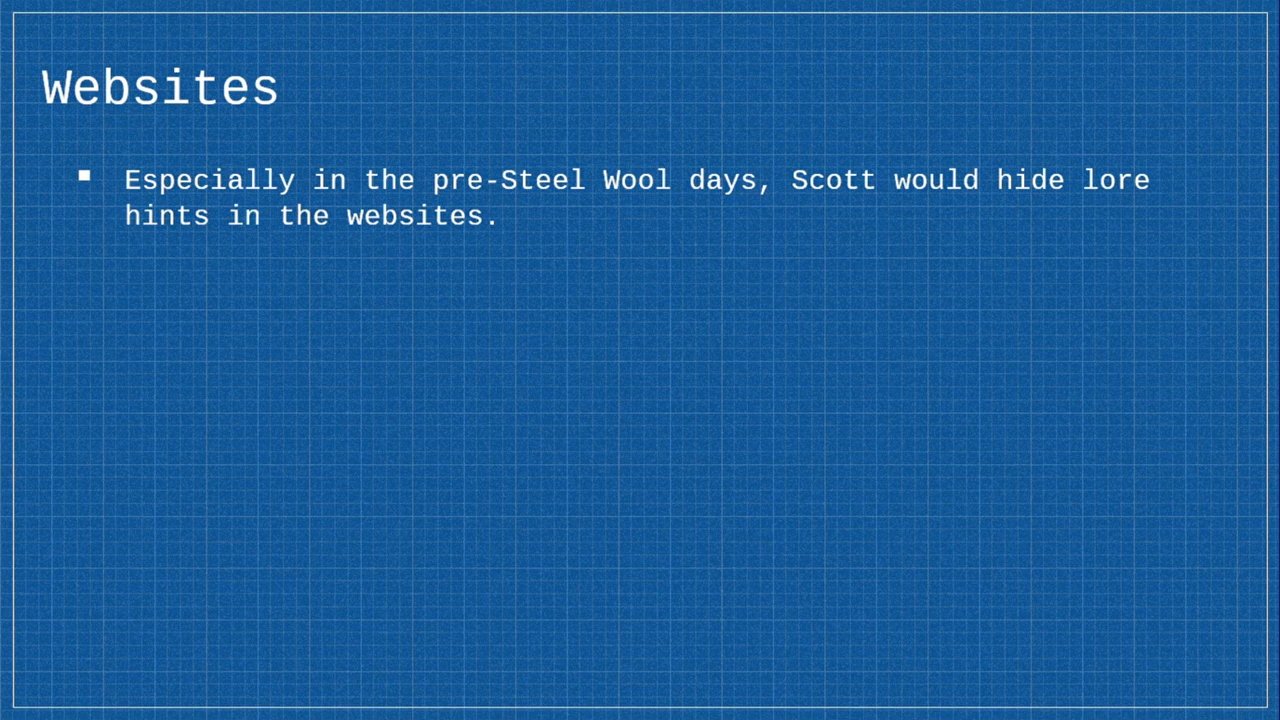 Websites
▪ Especially in the pre-Steel Wool days, Scott would hide lore
hints in the websites.